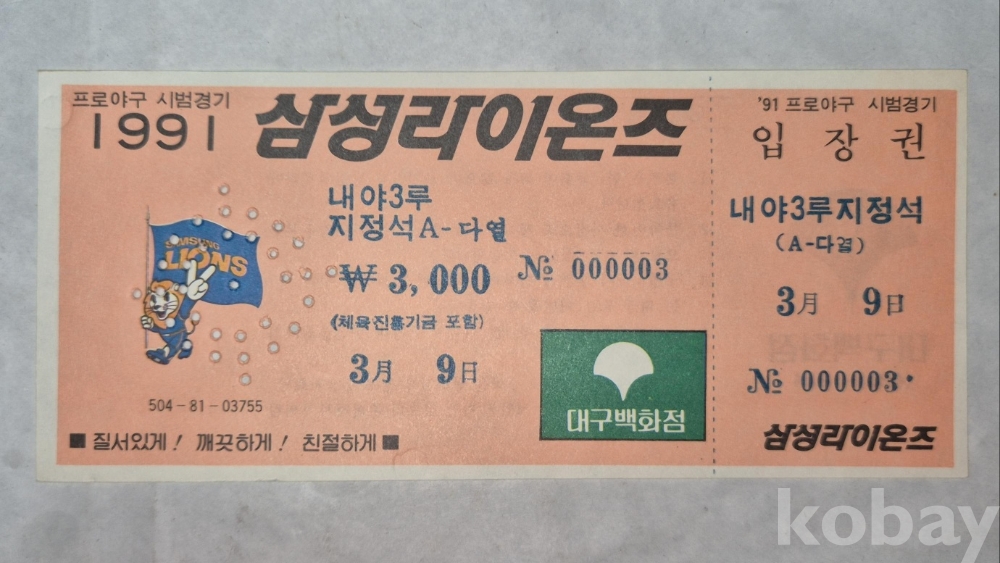 프로야구 시범경기
1991
삼성라이온즈
내야3루
지정석A-다열
₩ 3,000
№ 000003
(체육진흥기금 포함)
3月 9日
SAMSUNG
LIONS
504-81-03755
대구백화점
■ 질서있게! 깨끗하게! 친절하게 ■
'91 프로야구 시범경기
입장권
내야3루지정석
(A-다열)
3月 9日
№ 000003
삼성라이온즈
kobay